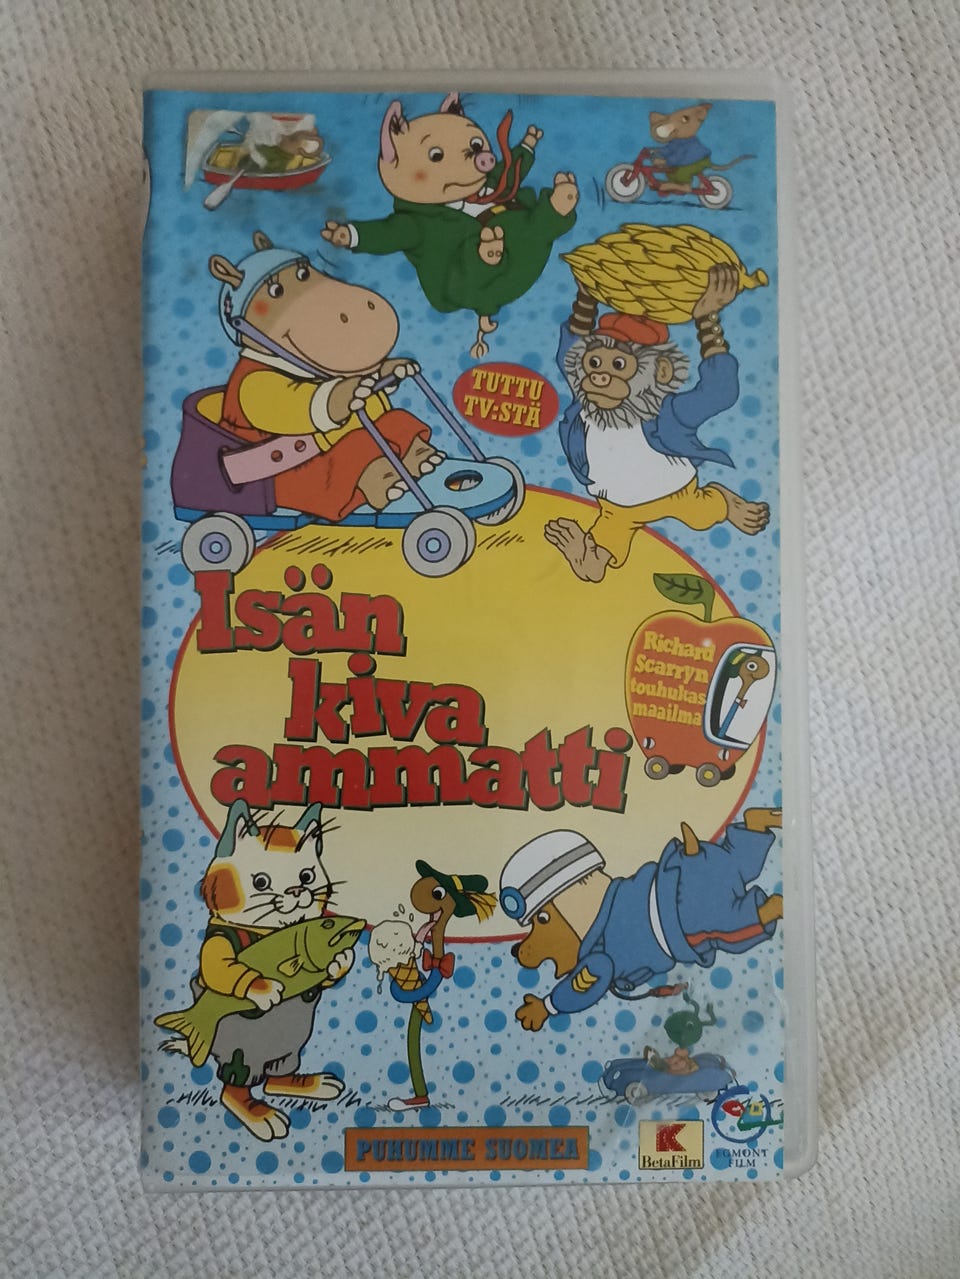 TUTTU
TV:STÄ
Isän
kiva
ammatti
Richard
Scarryn
touhukas
maailma
PUHUMME SUOMEA
BetaFilm
EGMONT
FILM